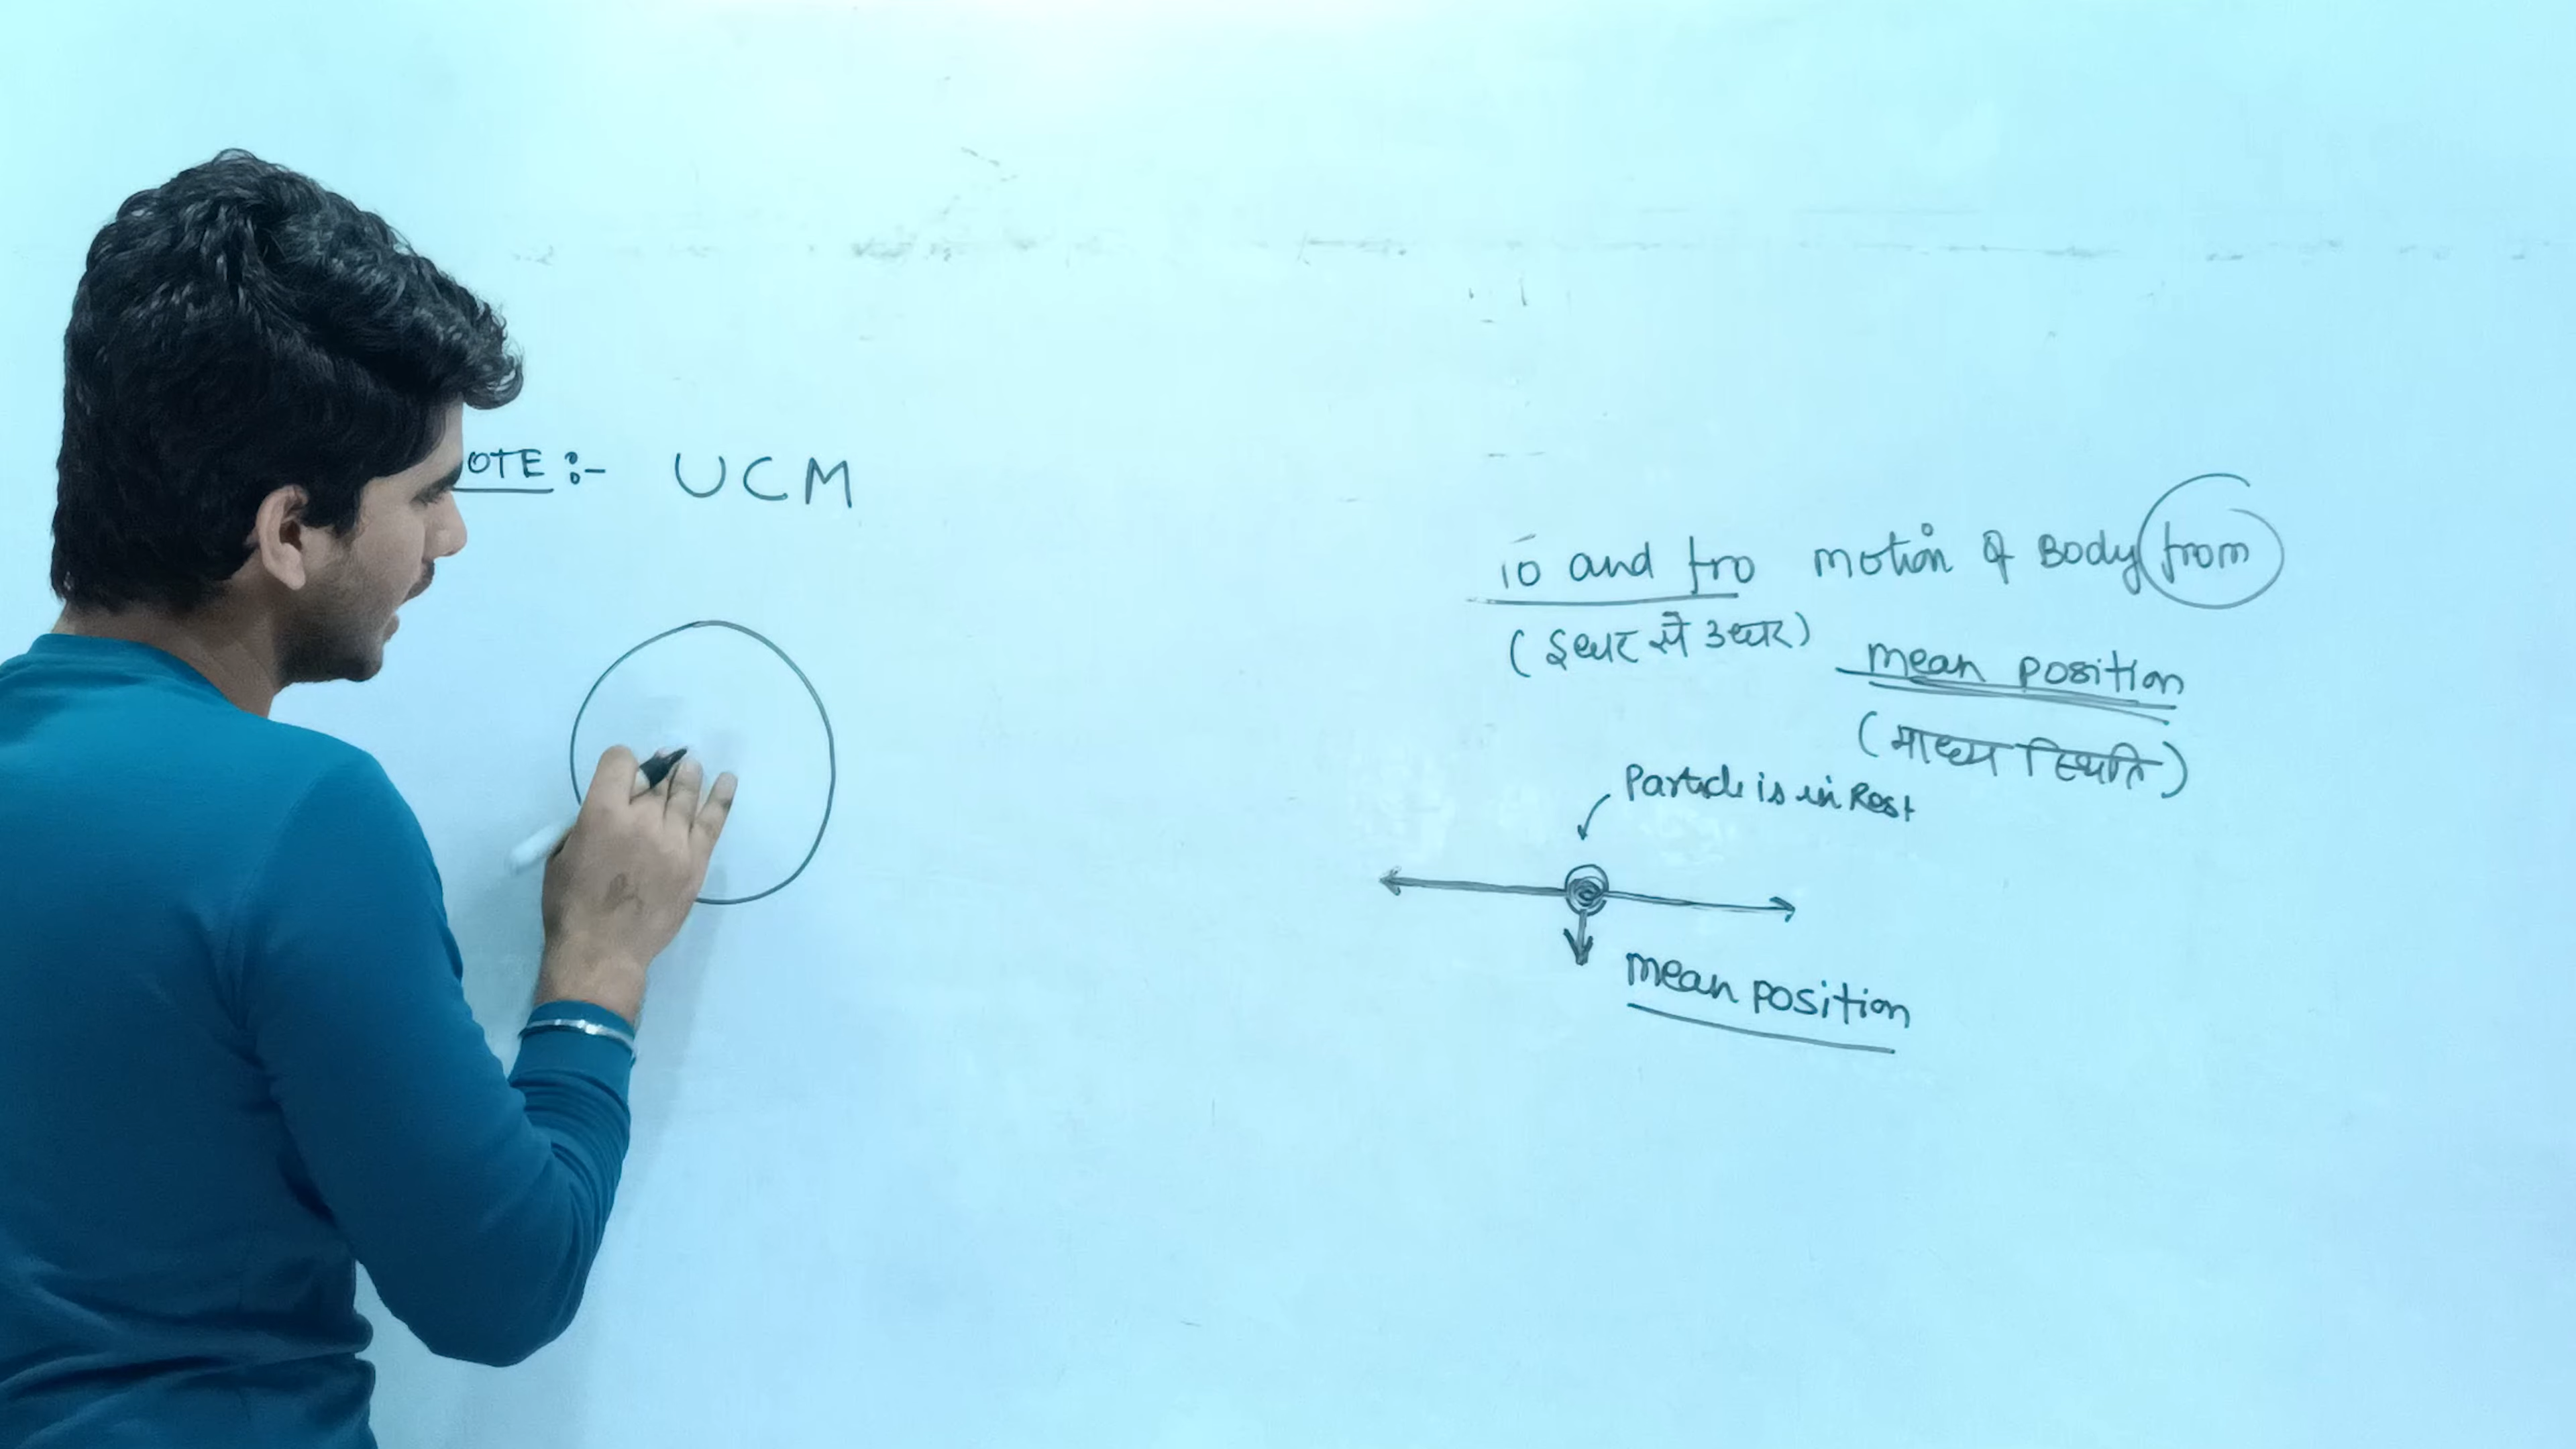 OTE :- UCM
to and fro motion of Body from
(इधर से उधर)
mean position
(माध्य स्थिति)
Particle is in Rest
mean position